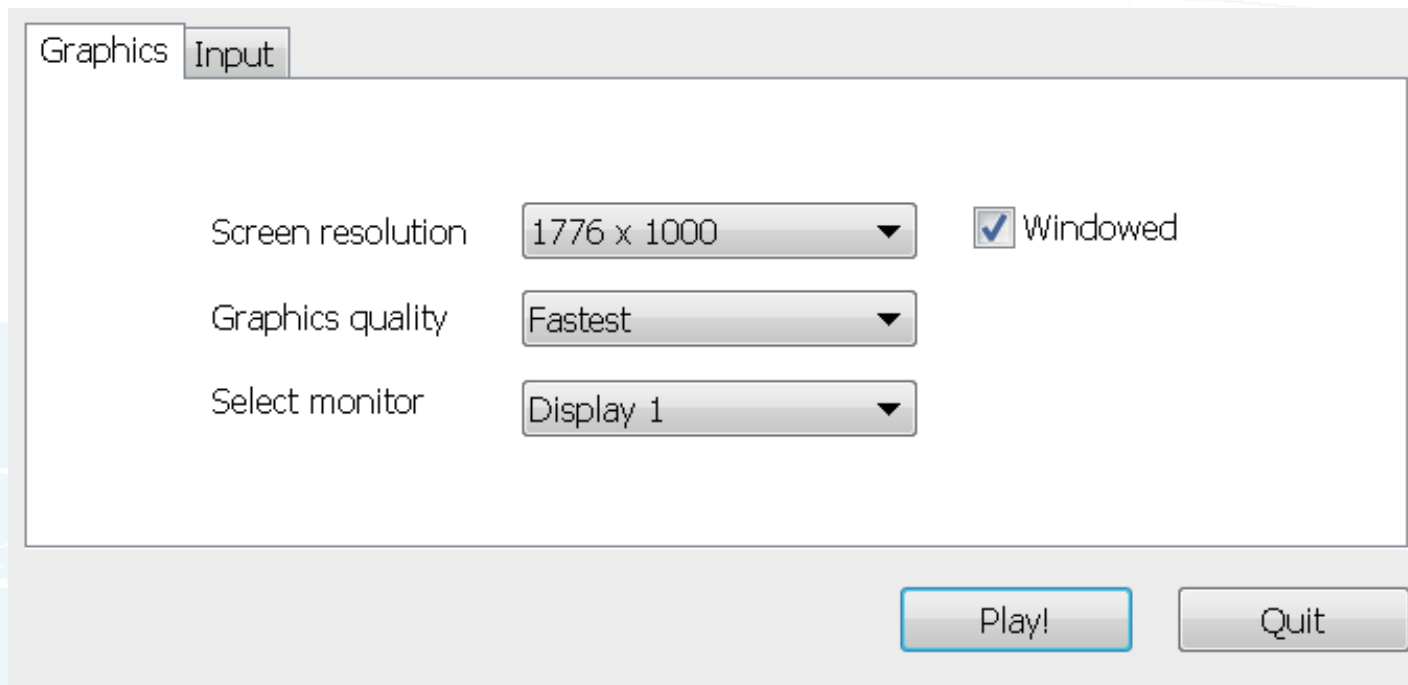 Graphics Input
Screen resolution 1776 x 1000 Windowed
Graphics quality Fastest
Select monitor Display 1
Play! Quit